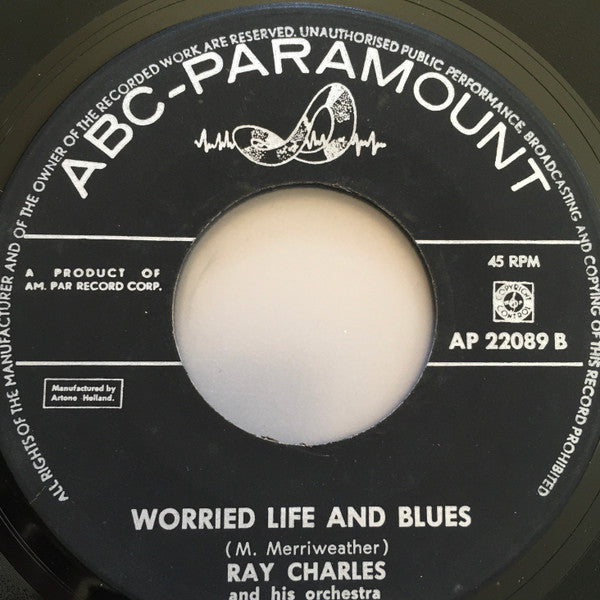 ALL RIGHTS OF THE MANUFACTURER AND OF THE OWNER OF THE RECORDED WORK ARE RESERVED. UNAUTHORISED PUBLIC PERFORMANCE, BROADCASTING AND COPYING OF THIS RECORD PROHIBITED
ABC-PARAMOUNT
A PRODUCT OF
AM. PAR RECORD CORP.
45 RPM
COPYRIGHT
CONTROL
AP 22089 B
Manufactured by
Artone Holland.
WORRIED LIFE AND BLUES
(M. Merriweather)
RAY CHARLES
and his orchestra